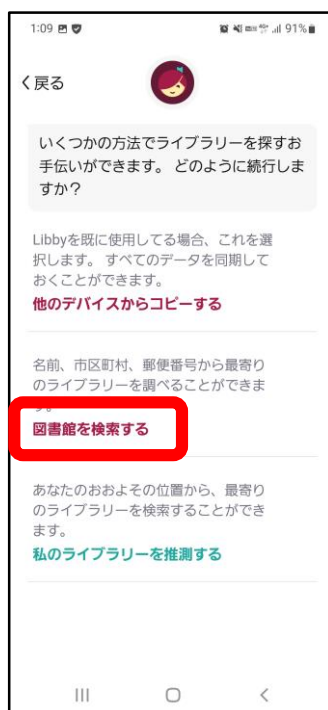 1:09 91%
戻る
いくつかの方法でライブラリーを探すお
手伝いができます。 どのように続行しま
すか？
Libbyを既に使用してる場合、これを選
択します。 すべてのデータを同期して
おくことができます。
他のデバイスからコピーする
名前、市区町村、郵便番号から最寄り
のライブラリーを調べることができま
す。
図書館を検索する
あなたのおおよその位置から、最寄り
のライブラリーを検索することができ
ます。
私のライブラリーを推測する